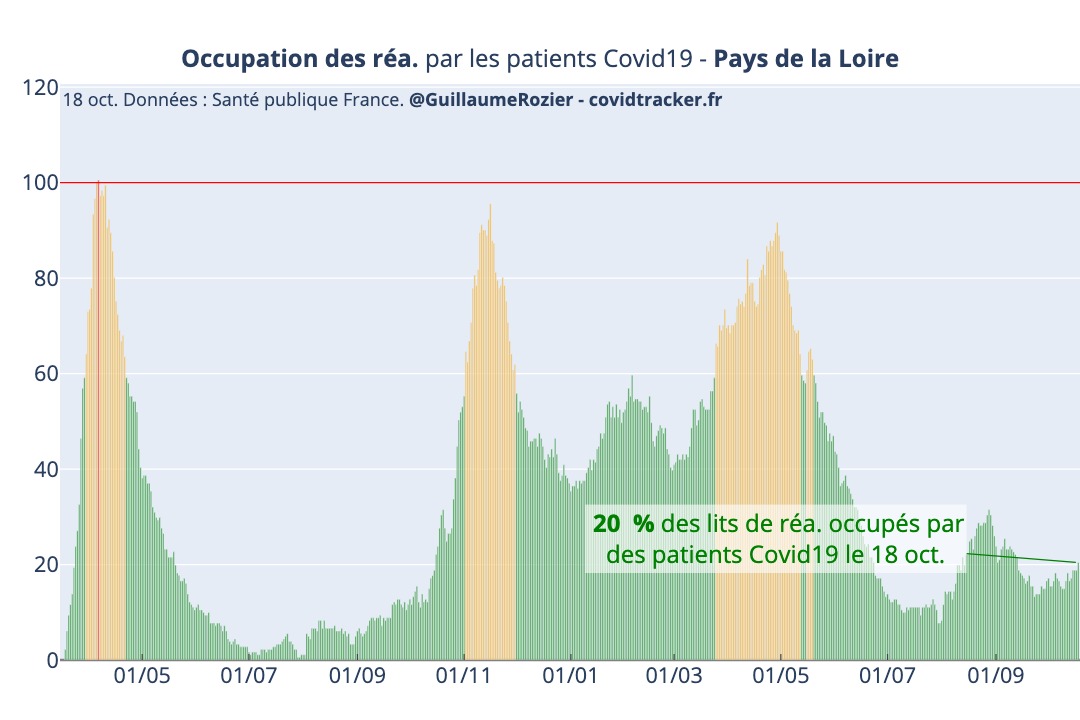 Occupation des réa. par les patients Covid19 - Pays de la Loire
120
18 oct. Données : Santé publique France. @GuillaumeRozier - covidtracker.fr
100
80
60
40
20 % des lits de réa. occupés par
des patients Covid19 le 18 oct.
20
0
01/05 01/07 01/09 01/11 01/01 01/03 01/05 01/07 01/09